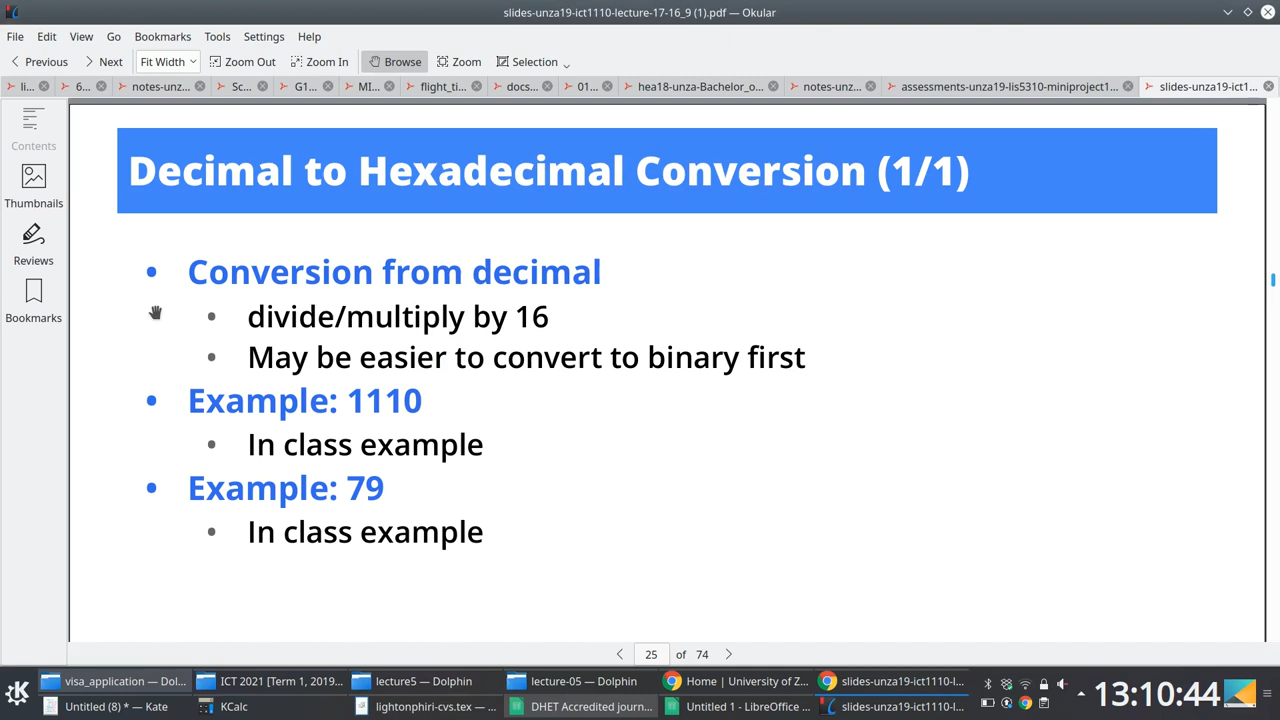 slides-unza19-ict1110-lecture-17-16_9 (1).pdf — Okular
File Edit View Go Bookmarks Tools Settings Help
Previous Next Fit Width Zoom Out Zoom In Browse Zoom Selection
li... 6... notes-unz... Sc... G1... MI... flight_ti... docs... 01... hea18-unza-Bachelor_o... notes-unz... assessments-unza19-lis5310-miniproject1... slides-unza19-ict1...
Contents
Thumbnails
Reviews
Bookmarks
Decimal to Hexadecimal Conversion (1/1)
• Conversion from decimal
• divide/multiply by 16
• May be easier to convert to binary first
• Example: 1110
• In class example
• Example: 79
• In class example
25 of 74
visa_application — Dol... ICT 2021 [Term 1, 2019... lecture5 — Dolphin lecture-05 — Dolphin Home | University of Z... slides-unza19-ict1110-l...
Untitled (8) * — Kate KCalc lightonphiri-cvs.tex — ... DHET Accredited journ... Untitled 1 - LibreOffice ... slides-unza19-ict1110-l...
13:10:44